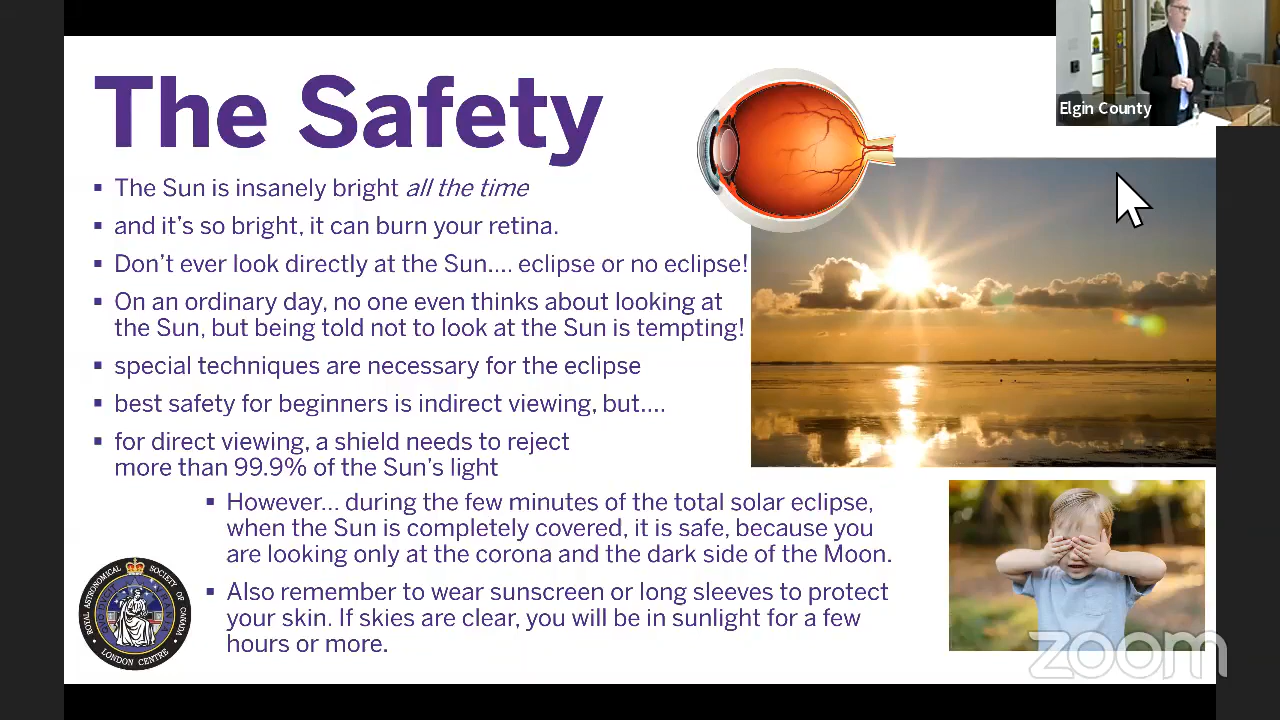 The Safety
Elgin County
▪ The Sun is insanely bright all the time
▪ and it's so bright, it can burn your retina.
▪ Don't ever look directly at the Sun.... eclipse or no eclipse!
▪ On an ordinary day, no one even thinks about looking at
the Sun, but being told not to look at the Sun is tempting!
▪ special techniques are necessary for the eclipse
▪ best safety for beginners is indirect viewing, but....
▪ for direct viewing, a shield needs to reject
more than 99.9% of the Sun's light
▪ However... during the few minutes of the total solar eclipse,
when the Sun is completely covered, it is safe, because you
are looking only at the corona and the dark side of the Moon.
▪ Also remember to wear sunscreen or long sleeves to protect
your skin. If skies are clear, you will be in sunlight for a few
hours or more.
ROYAL ASTRONOMICAL SOCIETY OF CANADA
LONDON CENTRE
zoom